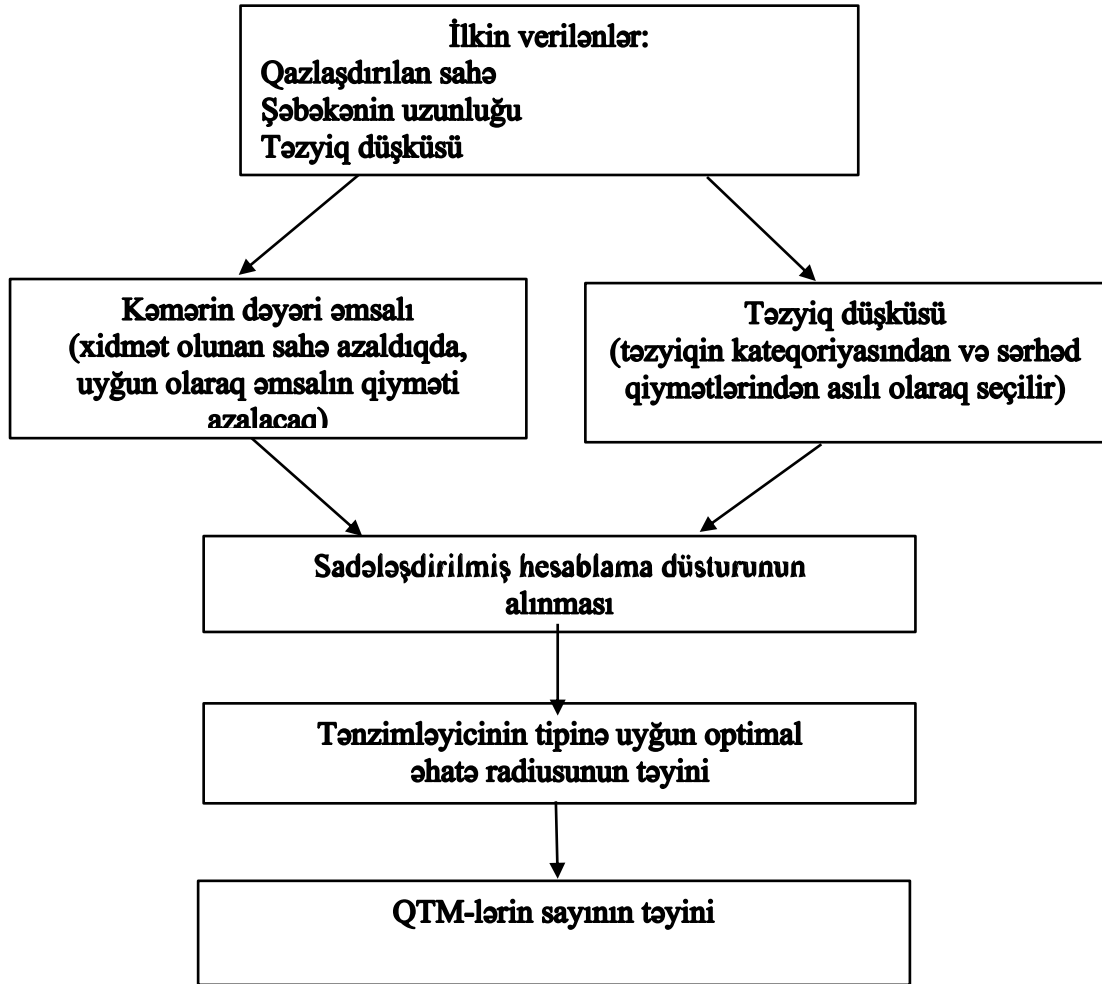 İlkin verilənlər:
Qazlaşdırılan sahə
Şəbəkənin uzunluğu
Təzyiq düşküsü
Kəmərin dəyəri əmsalı
(xidmət olunan sahə azaldıqda,
uyğun olaraq əmsalın qiyməti
azalacaq)
Təzyiq düşküsü
(təzyiqin kateqoriyasından və sərhəd
qiymətlərindən asılı olaraq seçilir)
Sadələşdirilmiş hesablama düsturunun
alınması
Tənzimləyicinin tipinə uyğun optimal
əhatə radiusunun təyini
QTM-lərin sayının təyini